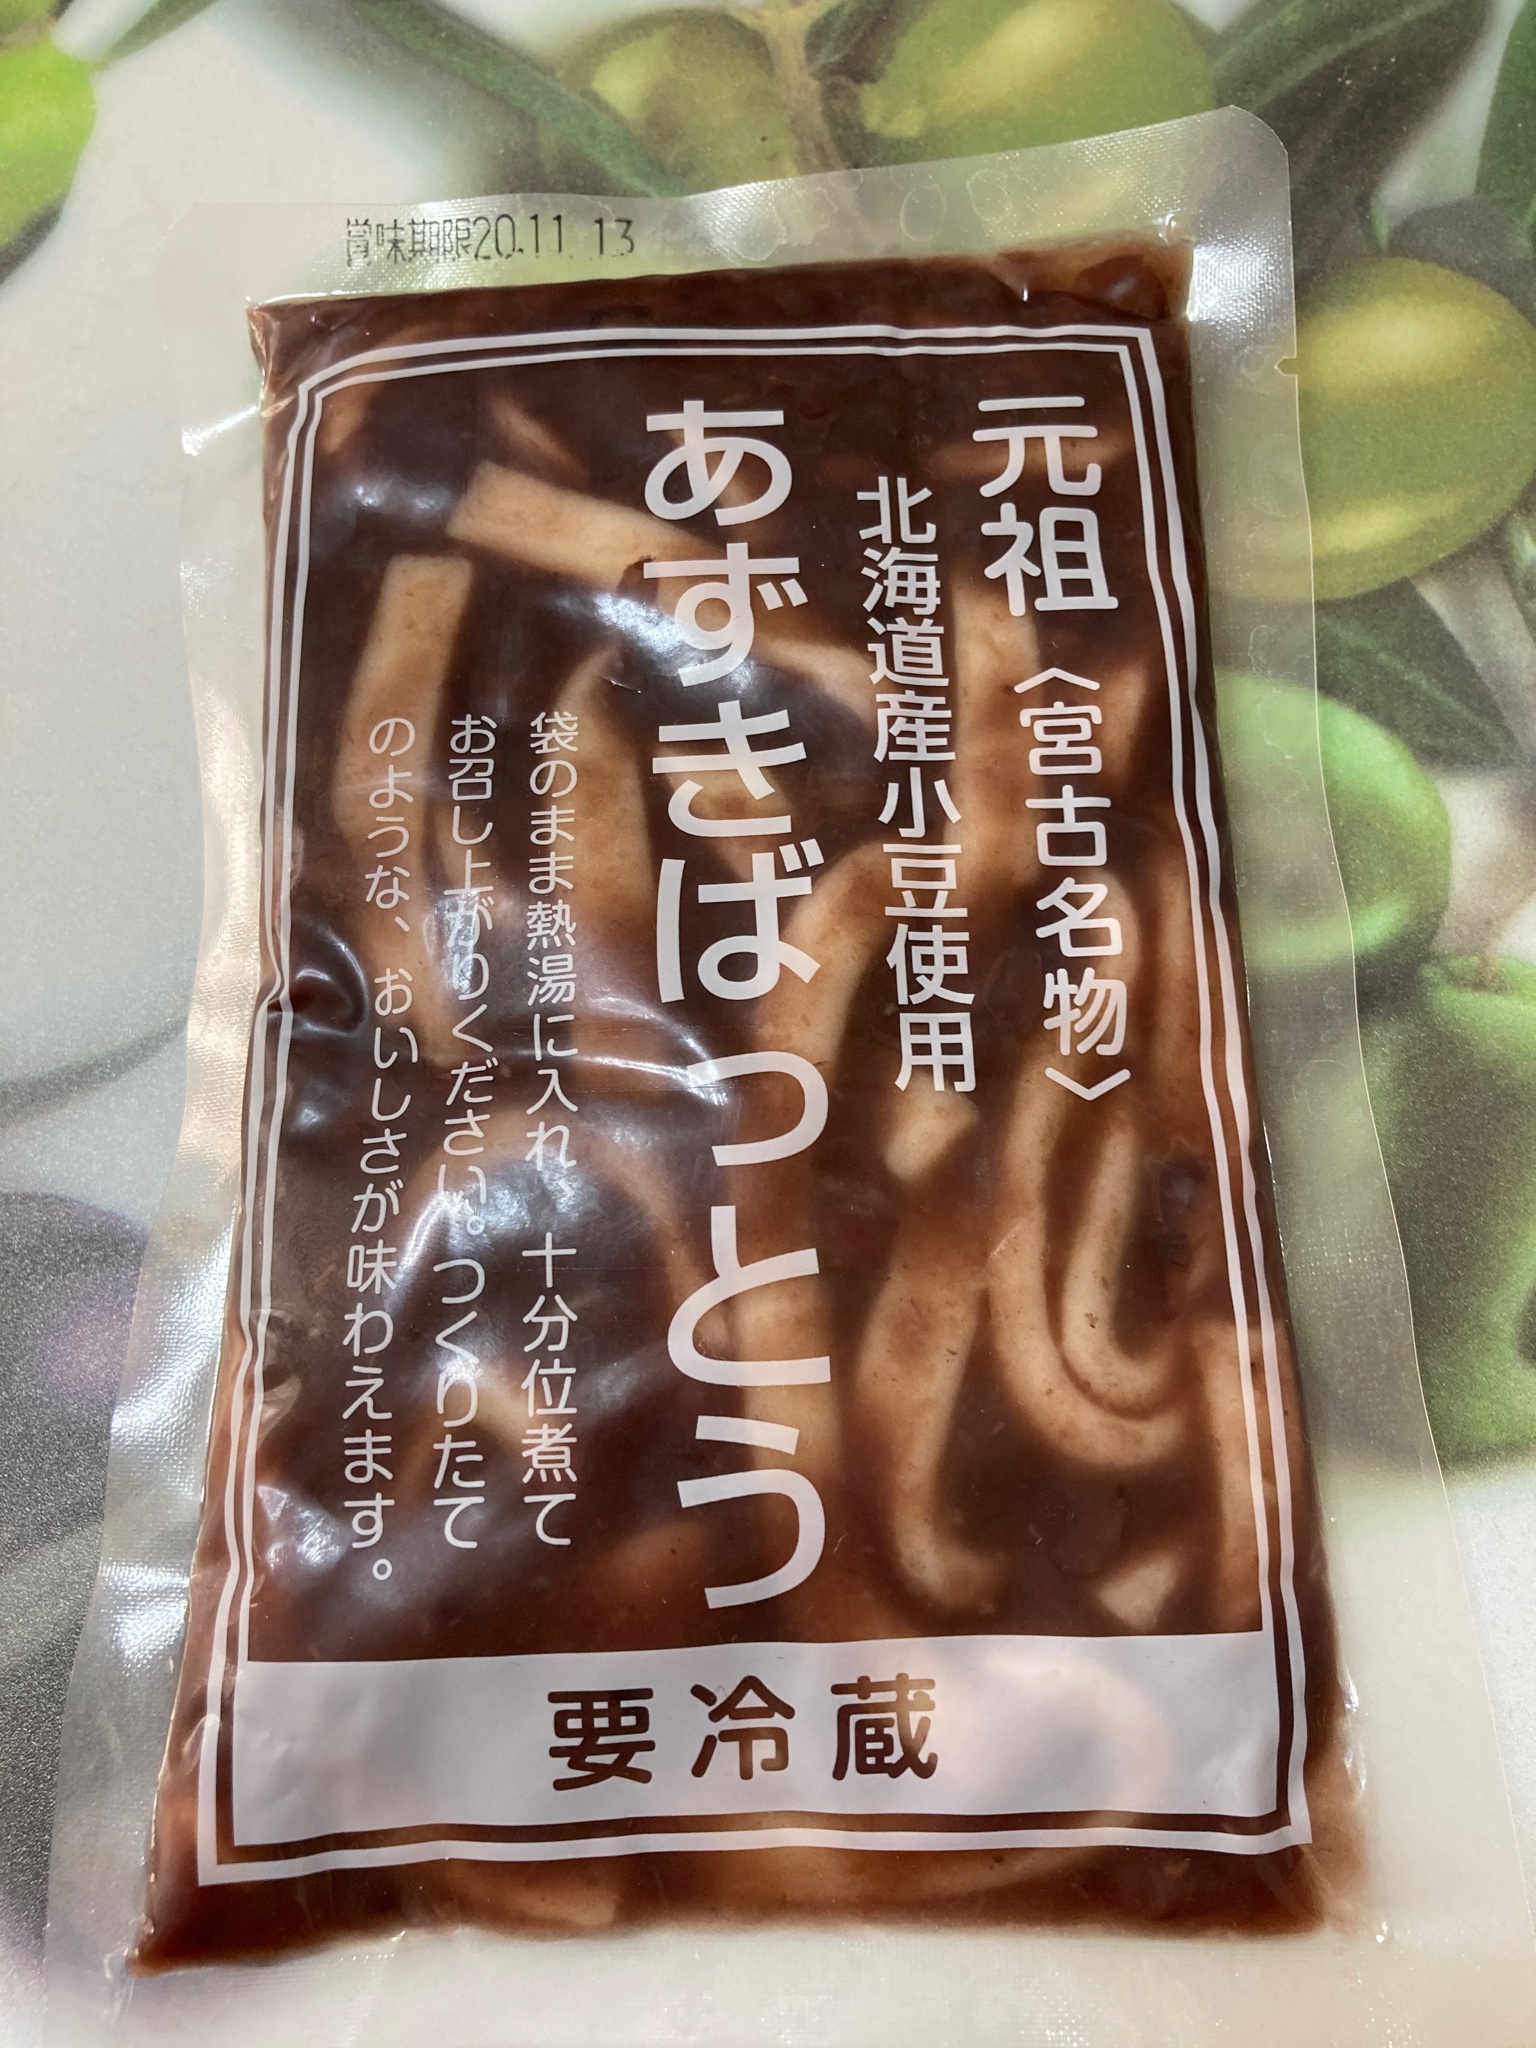 賞味期限20.11.13
元祖〈宮古名物〉
北海道産小豆使用
あずきばっとう
袋のまま熱湯に入れ、十分位煮て
お召し上がりください。つくりたて
のような、おいしさが味わえます。
要冷蔵